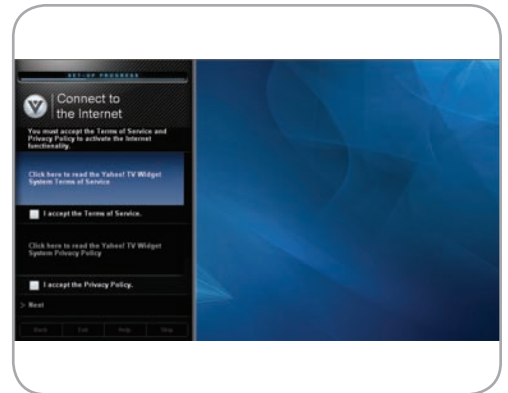 SET-UP PROGRESS
V
Connect to
the Internet
You must accept the Terms of Service and
Privacy Policy to activate the Internet
functionality.
Click here to read the Yahoo! TV Widget
System Terms of Service
I accept the Terms of Service.
Click here to read the Yahoo! TV Widget
System Privacy Policy
I accept the Privacy Policy.
> Next
Back Exit Help Skip